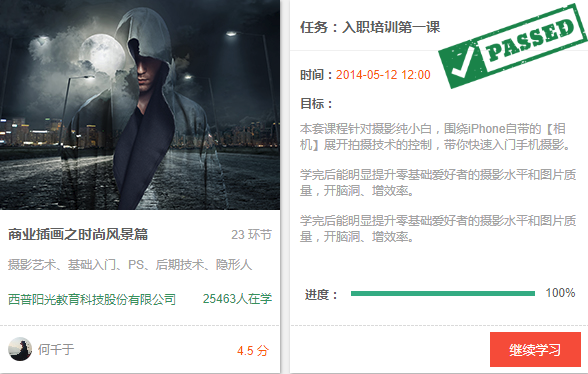 商业插画之时尚风景篇
23 环节
摄影艺术、基础入门、PS、后期技术、隐形人
西普阳光教育科技股份有限公司
25463人在学
何千于
4.5 分
任务：入职培训第一课
PASSED
时间：2014-05-12 12:00
目标：
本套课程针对摄影纯小白，围绕iPhone自带的【相
机】展开拍摄技术的控制，带你快速入门手机摄影。
学完后能明显提升零基础爱好者的摄影水平和图片质
量，开脑洞、增效率。
学完后能明显提升零基础爱好者的摄影水平和图片质
量，开脑洞、增效率。
进度：
100%
继续学习